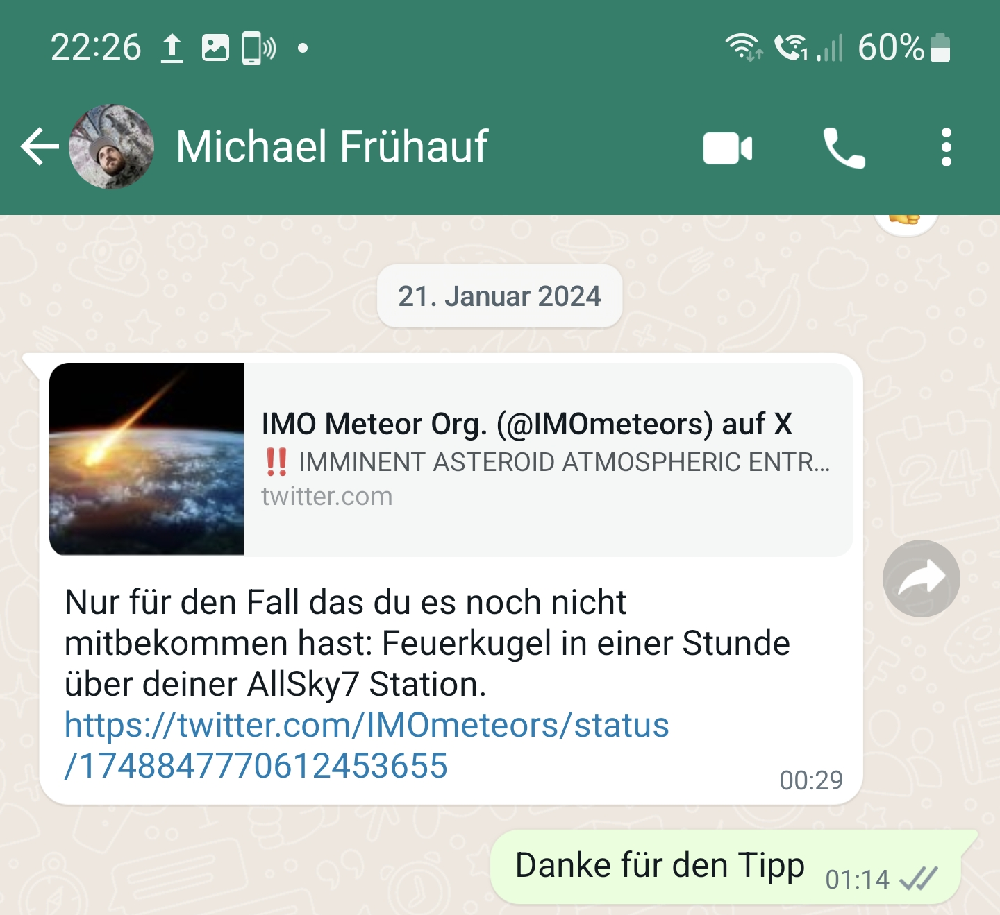 22:26 1 60%
Michael Frühauf
21. Januar 2024
IMO Meteor Org. (@IMOmeteors) auf X
‼️ IMMINENT ASTEROID ATMOSPHERIC ENTR...
twitter.com
Nur für den Fall das du es noch nicht
mitbekommen hast: Feuerkugel in einer Stunde
über deiner AllSky7 Station.
https://twitter.com/IMOmeteors/status
/1748847770612453655
00:29
Danke für den Tipp 01:14